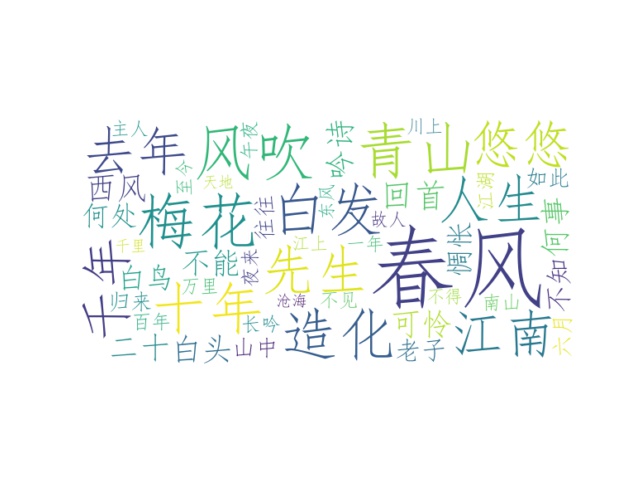 主人
去年
风吹
午夜
吟诗
川上
青山
悠悠
西风
至今
天地
东风
回首
江湖
人生
如此
何处
梅花
往往
白发
故人
何事
千年
千里
白鸟
不能
夜来
江上
一年
惆怅
春风
不知
万里
先生
归来
十年
沧海
不见
不得
南山
百年
长吟
造化
可怜
江南
六月
二十
白头
山中
老子